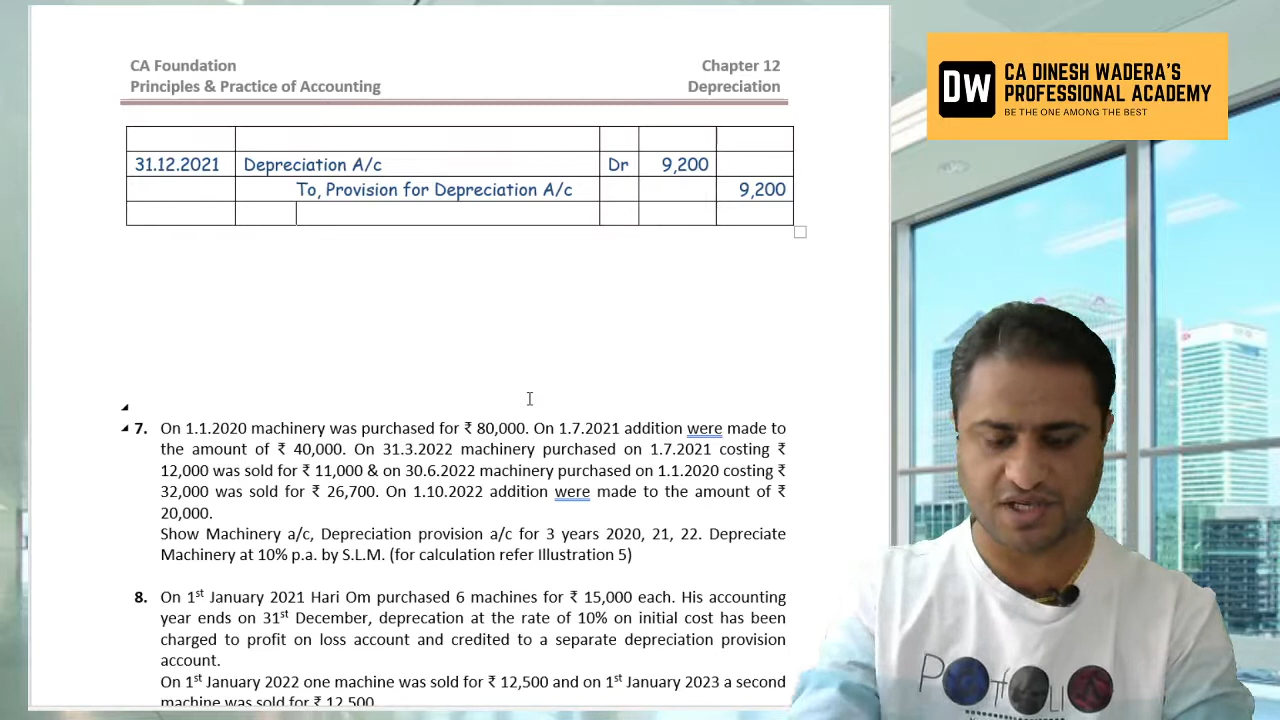 CA Foundation
Chapter 12
Principles & Practice of Accounting
Depreciation
DW
CA DINESH WADERA'S
PROFESSIONAL ACADEMY
BE THE ONE AMONG THE BEST
31.12.2021 Depreciation A/c Dr 9,200
To, Provision for Depreciation A/c 9,200
7. On 1.1.2020 machinery was purchased for ₹ 80,000. On 1.7.2021 addition were made to
the amount of ₹ 40,000. On 31.3.2022 machinery purchased on 1.7.2021 costing ₹
12,000 was sold for ₹ 11,000 & on 30.6.2022 machinery purchased on 1.1.2020 costing ₹
32,000 was sold for ₹ 26,700. On 1.10.2022 addition were made to the amount of ₹
20,000.
Show Machinery a/c, Depreciation provision a/c for 3 years 2020, 21, 22. Depreciate
Machinery at 10% p.a. by S.L.M. (for calculation refer Illustration 5)
8. On 1st January 2021 Hari Om purchased 6 machines for ₹ 15,000 each. His accounting
year ends on 31st December, deprecation at the rate of 10% on initial cost has been
charged to profit on loss account and credited to a separate depreciation provision
account.
On 1st January 2022 one machine was sold for ₹ 12,500 and on 1st January 2023 a second
machine was sold for ₹ 12,500